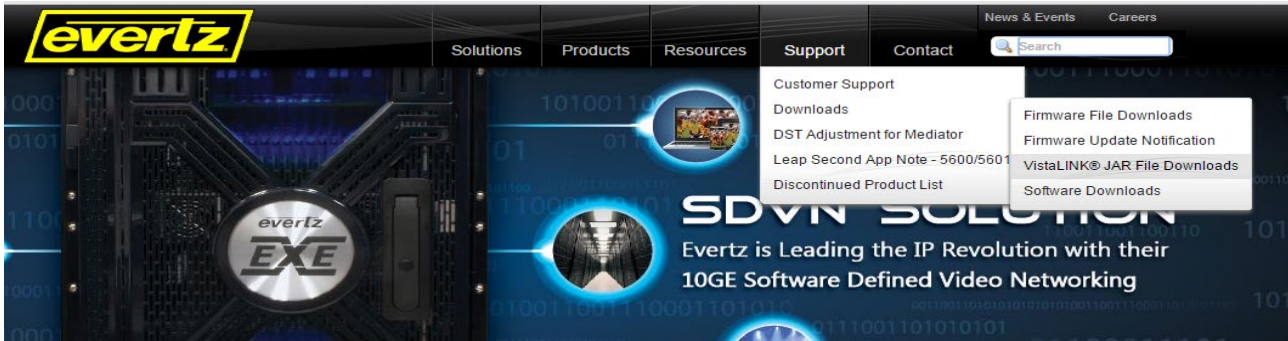 evertz
News & Events Careers
Search
Solutions Products Resources Support Contact
Customer Support
Downloads
DST Adjustment for Mediator
Leap Second App Note - 5600/5601
Discontinued Product List
Firmware File Downloads
Firmware Update Notification
VistaLINK® JAR File Downloads
Software Downloads
evertz
EXE
SDVN SOLUTION
Evertz is Leading the IP Revolution with their
10GE Software Defined Video Networking